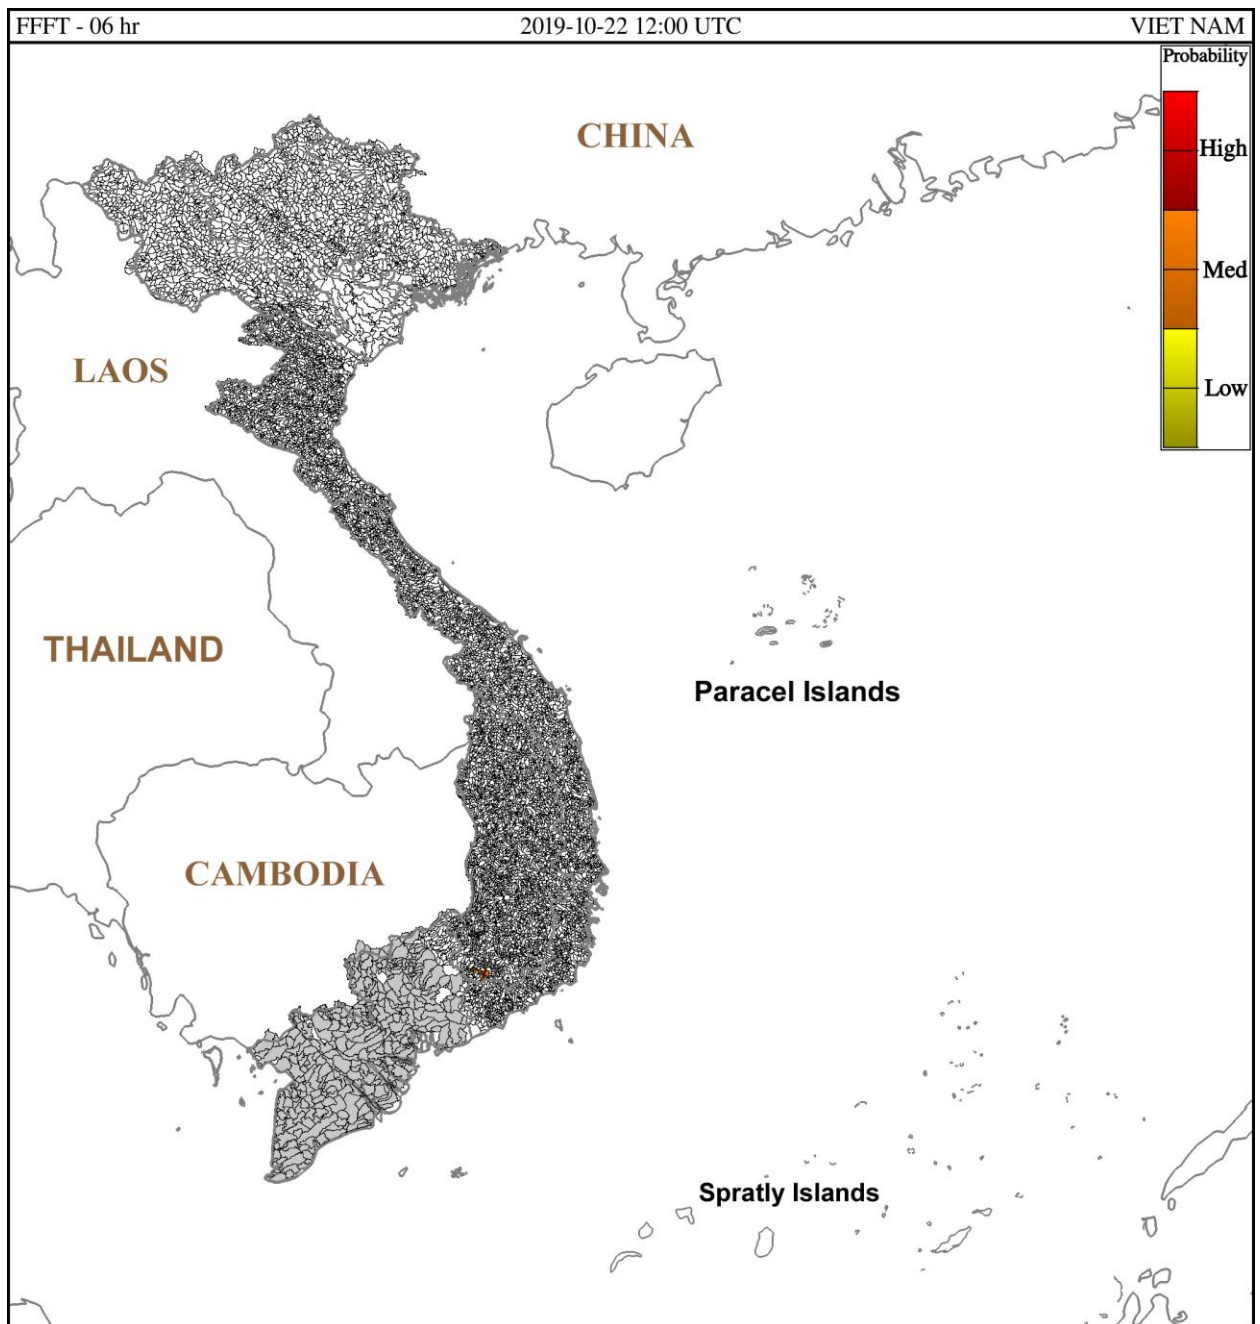 FFFT - 06 hr
2019-10-22 12:00 UTC
VIET NAM
Probability
High
Med
Low
CHINA
LAOS
THAILAND
Paracel Islands
CAMBODIA
Spratly Islands